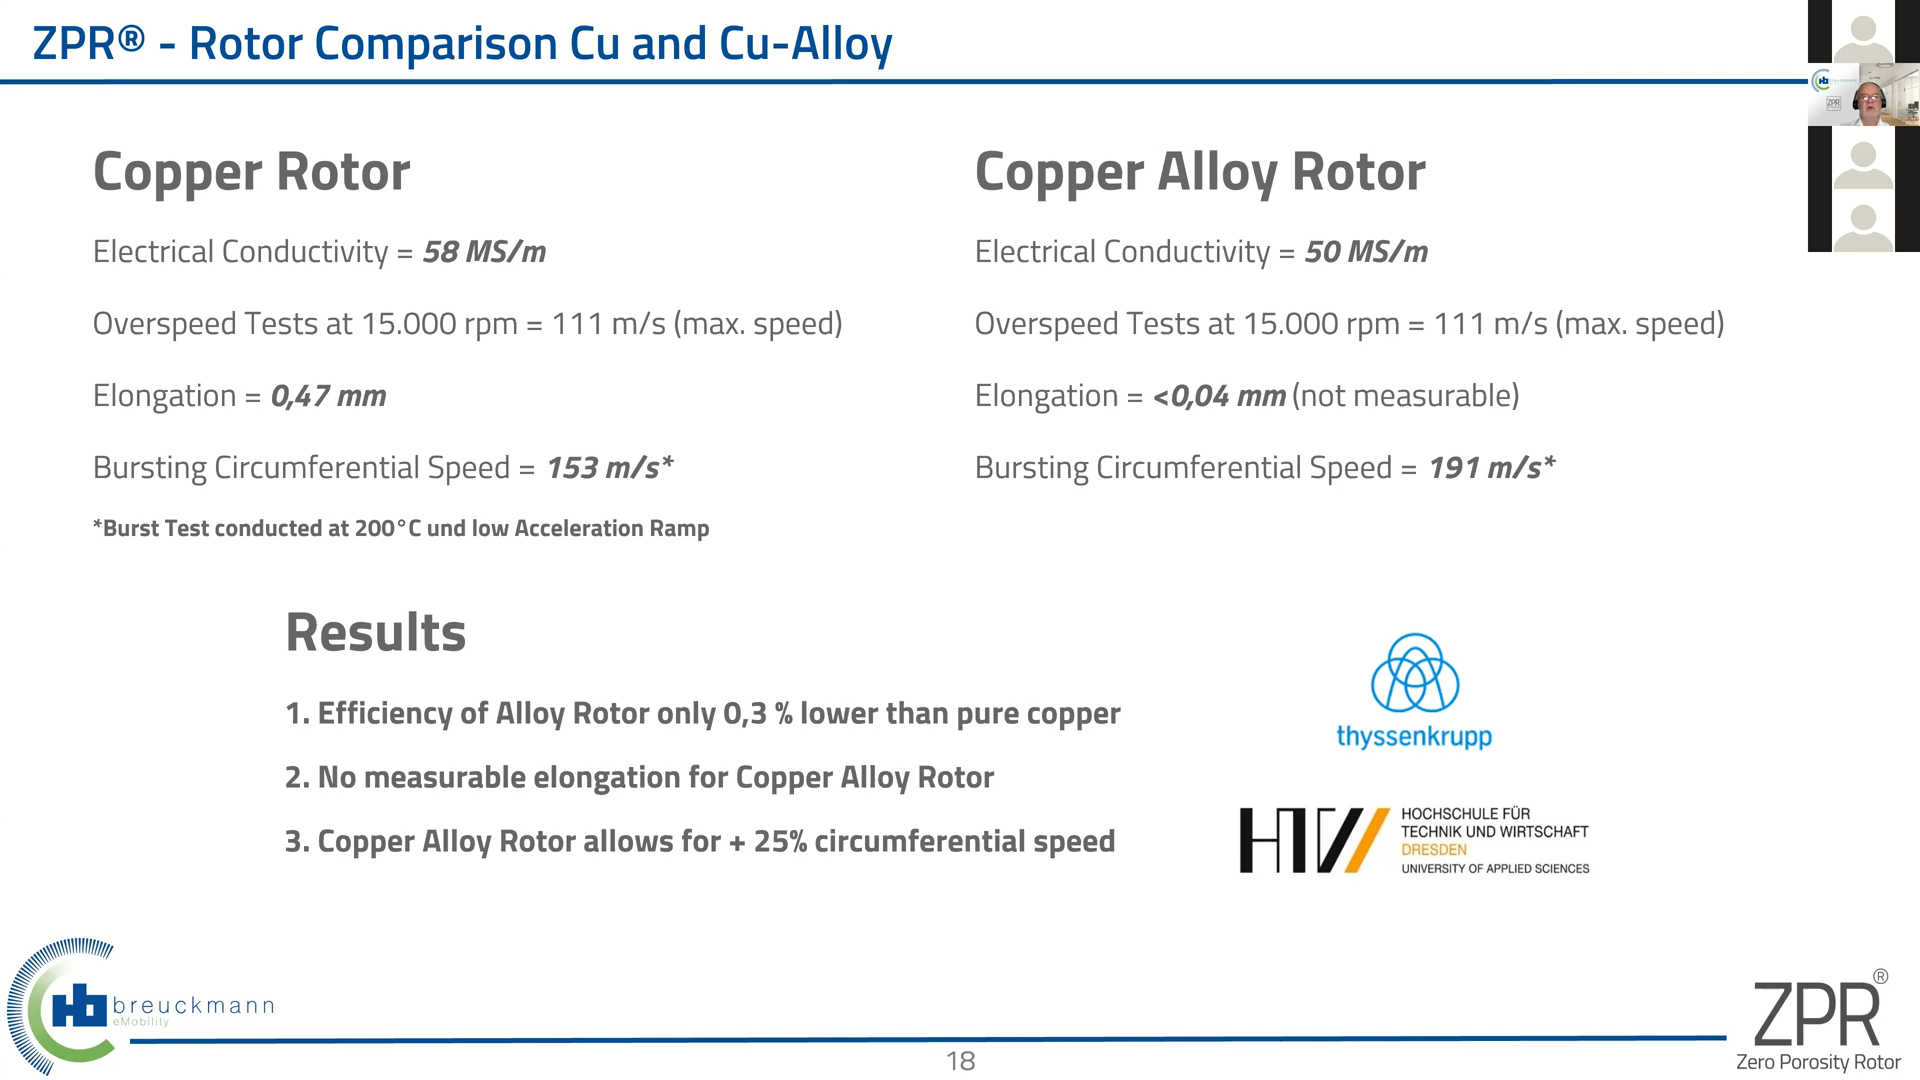 ZPR® - Rotor Comparison Cu and Cu-Alloy
Copper Rotor
Electrical Conductivity = 58 MS/m
Overspeed Tests at 15.000 rpm = 111 m/s (max. speed)
Elongation = 0,47 mm
Bursting Circumferential Speed = 153 m/s*
*Burst Test conducted at 200°C und low Acceleration Ramp
Copper Alloy Rotor
Electrical Conductivity = 50 MS/m
Overspeed Tests at 15.000 rpm = 111 m/s (max. speed)
Elongation = <0,04 mm (not measurable)
Bursting Circumferential Speed = 191 m/s*
Results
1. Efficiency of Alloy Rotor only 0,3 % lower than pure copper
2. No measurable elongation for Copper Alloy Rotor
3. Copper Alloy Rotor allows for + 25% circumferential speed
thyssenkrupp
HTW
HOCHSCHULE FÜR
TECHNIK UND WIRTSCHAFT
DRESDEN
UNIVERSITY OF APPLIED SCIENCES
hb
breuckmann
eMobility
18
ZPR®
Zero Porosity Rotor
ZPR